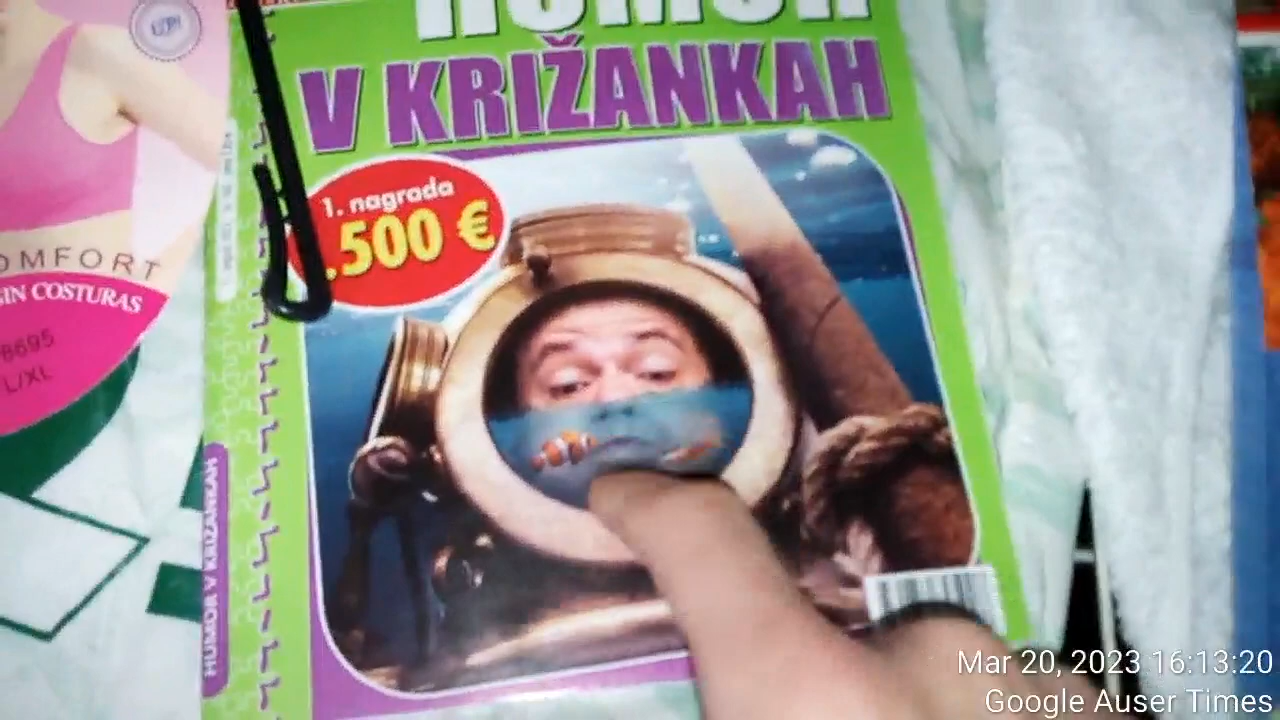 HUMOR
V KRIŽANKAH
1. nagrada
.500 €
HUMOR V KRIŽANKAH
OMFORT
SIN COSTURAS
8695
L/XL
UP!
Mar 20, 2023 16:13:20
Google Auser Times